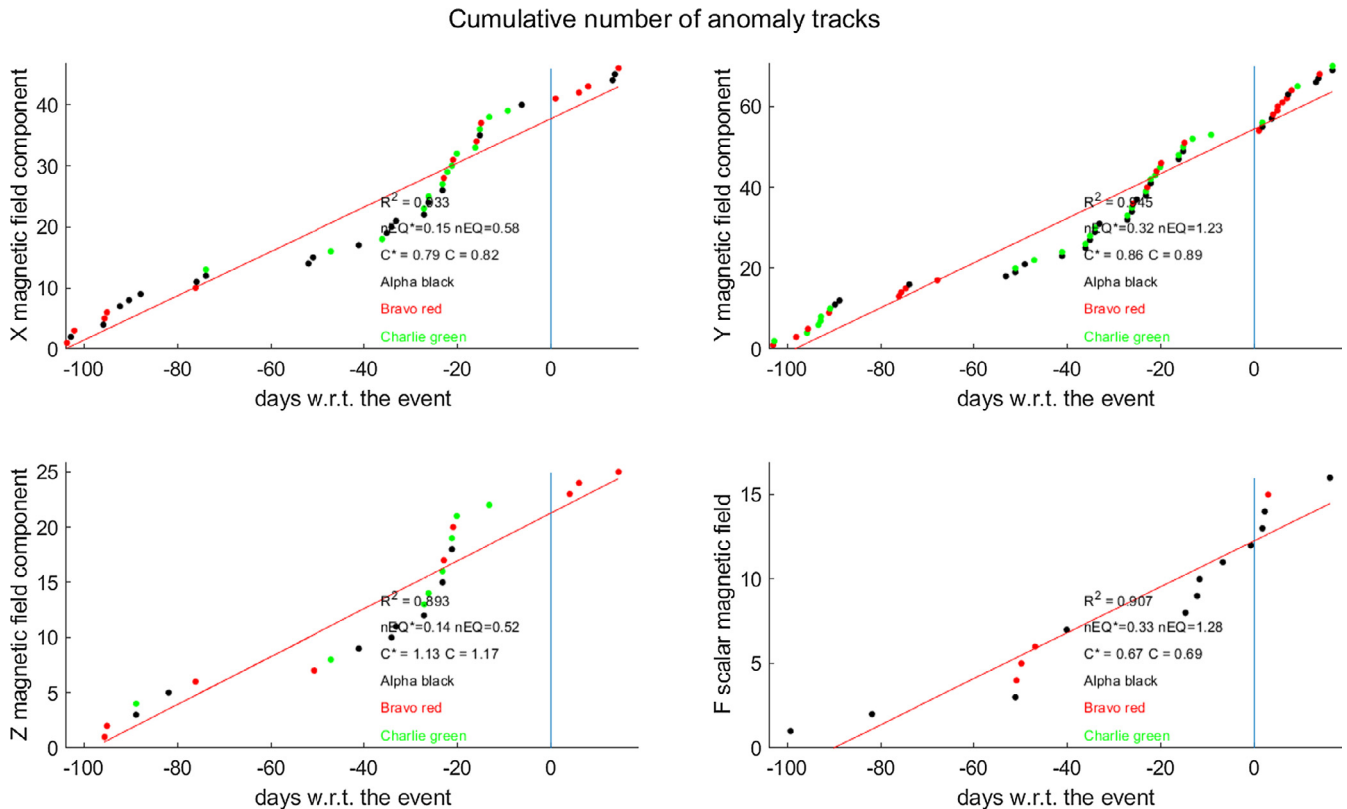 Cumulative number of anomaly tracks
X magnetic field component
40
30
20
10
0
R² = 0.933
nEQ*=0.15 nEQ=0.58
C* = 0.79 C = 0.82
Alpha black
Bravo red
Charlie green
-100 -80 -60 -40 -20 0
days w.r.t. the event
Y magnetic field component
60
40
20
0
R² = 0.945
nEQ*=0.32 nEQ=1.23
C* = 0.86 C = 0.89
Alpha black
Bravo red
Charlie green
-100 -80 -60 -40 -20 0
days w.r.t. the event
Z magnetic field component
25
20
15
10
5
0
R² = 0.893
nEQ*=0.14 nEQ=0.52
C* = 1.13 C = 1.17
Alpha black
Bravo red
Charlie green
-100 -80 -60 -40 -20 0
days w.r.t. the event
F scalar magnetic field
15
10
5
0
R² = 0.907
nEQ*=0.33 nEQ=1.28
C* = 0.67 C = 0.69
Alpha black
Bravo red
Charlie green
-100 -80 -60 -40 -20 0
days w.r.t. the event